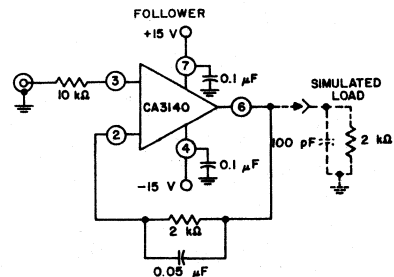 FOLLOWER
+15 V
7
0.1 µF
SIMULATED
LOAD
3
10 kΩ
CA3140
6
2
100 pF
2 kΩ
4
0.1 µF
-15 V
2 kΩ
0.05 µF